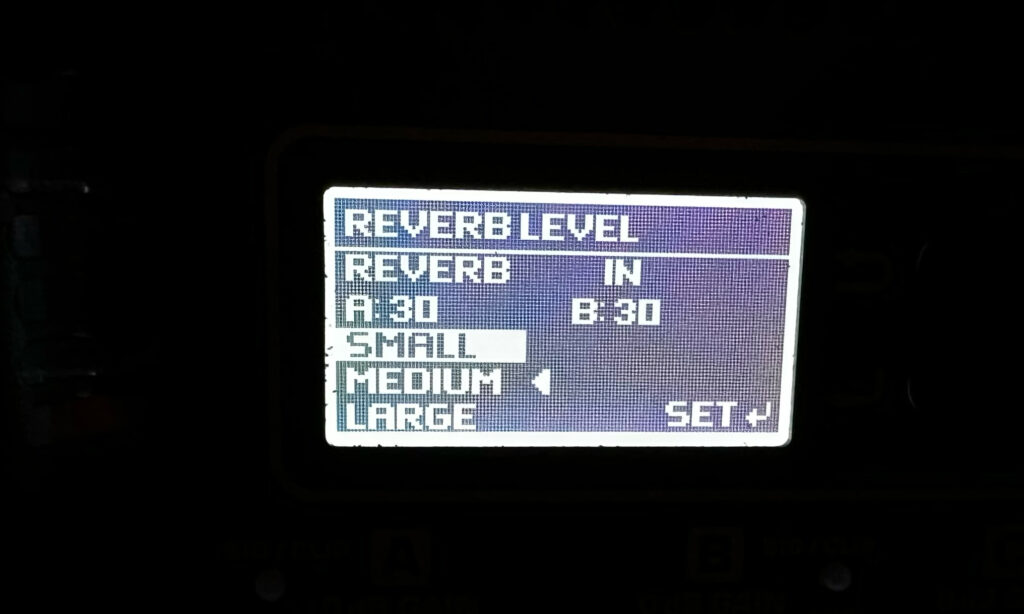 REVERB LEVEL
REVERB IN
A:30 B:30
SMALL
MEDIUM
LARGE SET
A B